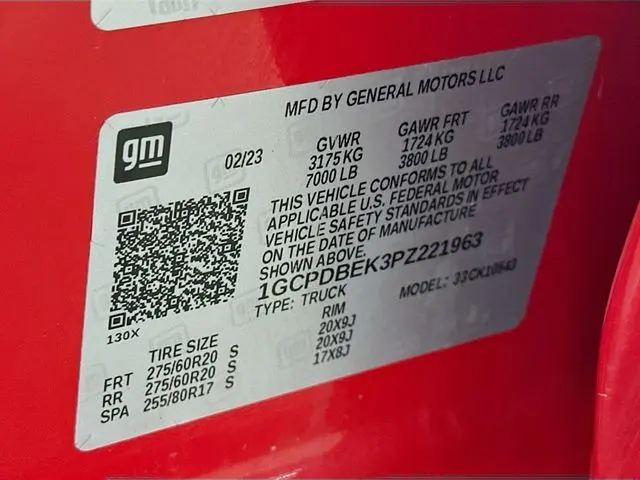 MFD BY GENERAL MOTORS LLC
gm
02/23
GVWR
3175 KG
7000 LB
GAWR FRT
1724 KG
3800 LB
GAWR RR
1724 KG
3800 LB
THIS VEHICLE CONFORMS TO ALL
APPLICABLE U.S. FEDERAL MOTOR
VEHICLE SAFETY STANDARDS IN EFFECT
ON THE DATE OF MANUFACTURE
SHOWN ABOVE.
1GCPDBEK3PZ221963
TYPE: TRUCK
MODEL:
130X
TIRE SIZE RIM
FRT 275/60R20 S 20X9J
RR 275/60R20 S 20X9J
SPA 255/80R17 S 17X8J